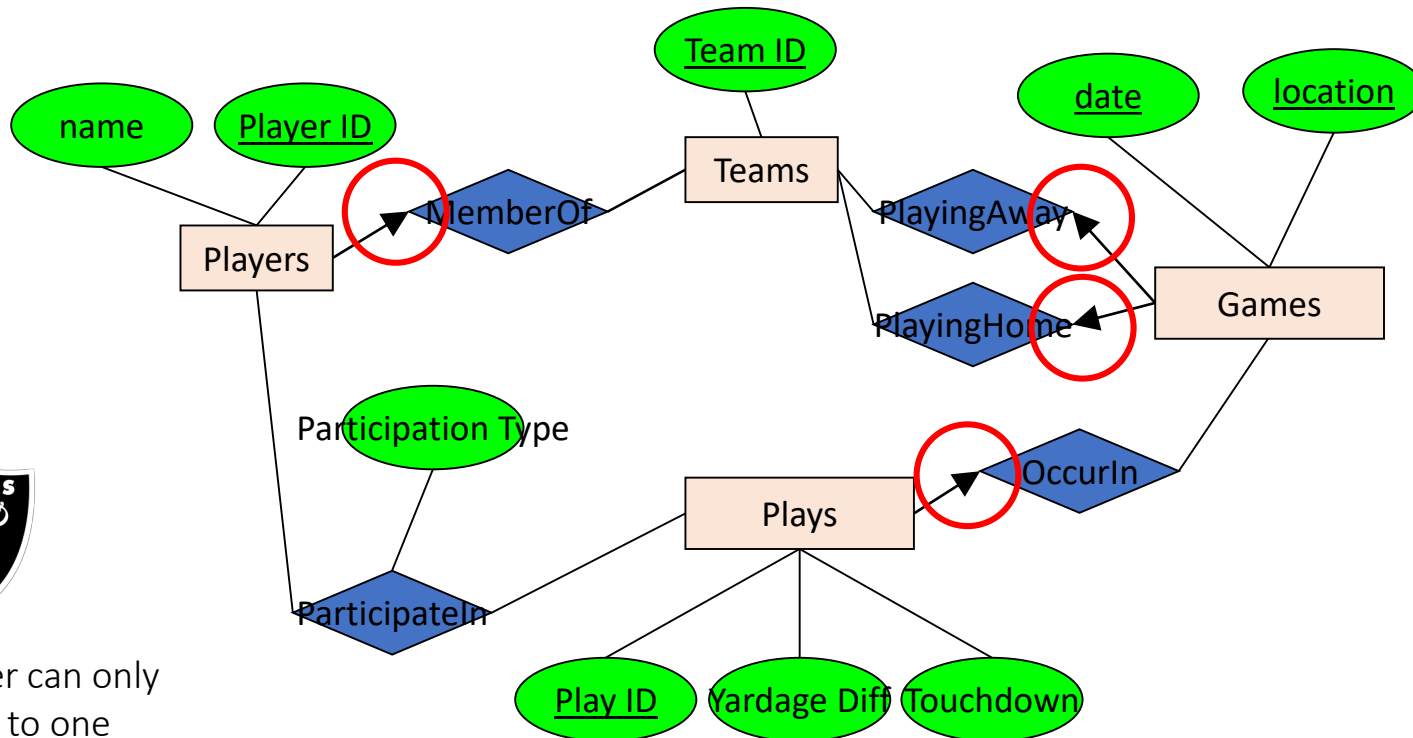 Team ID
date
location
name
Player ID
Teams
MemberOf
PlayingAway
Players
Games
PlayingHome
Participation Type
OccurIn
Plays
ParticipateIn
can only
to one
Play ID
Yardage Diff
Touchdown